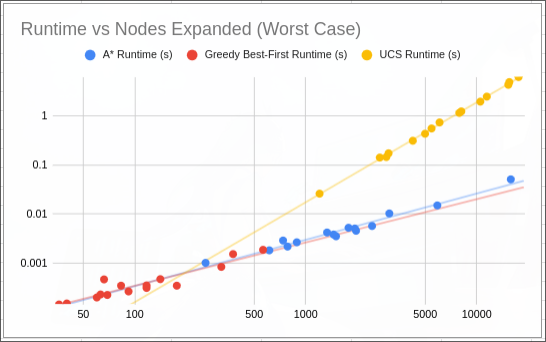 Runtime vs Nodes Expanded (Worst Case)
A* Runtime (s) Greedy Best-First Runtime (s) UCS Runtime (s)
1
0.1
0.01
0.001
50 100 500 1000 5000 10000